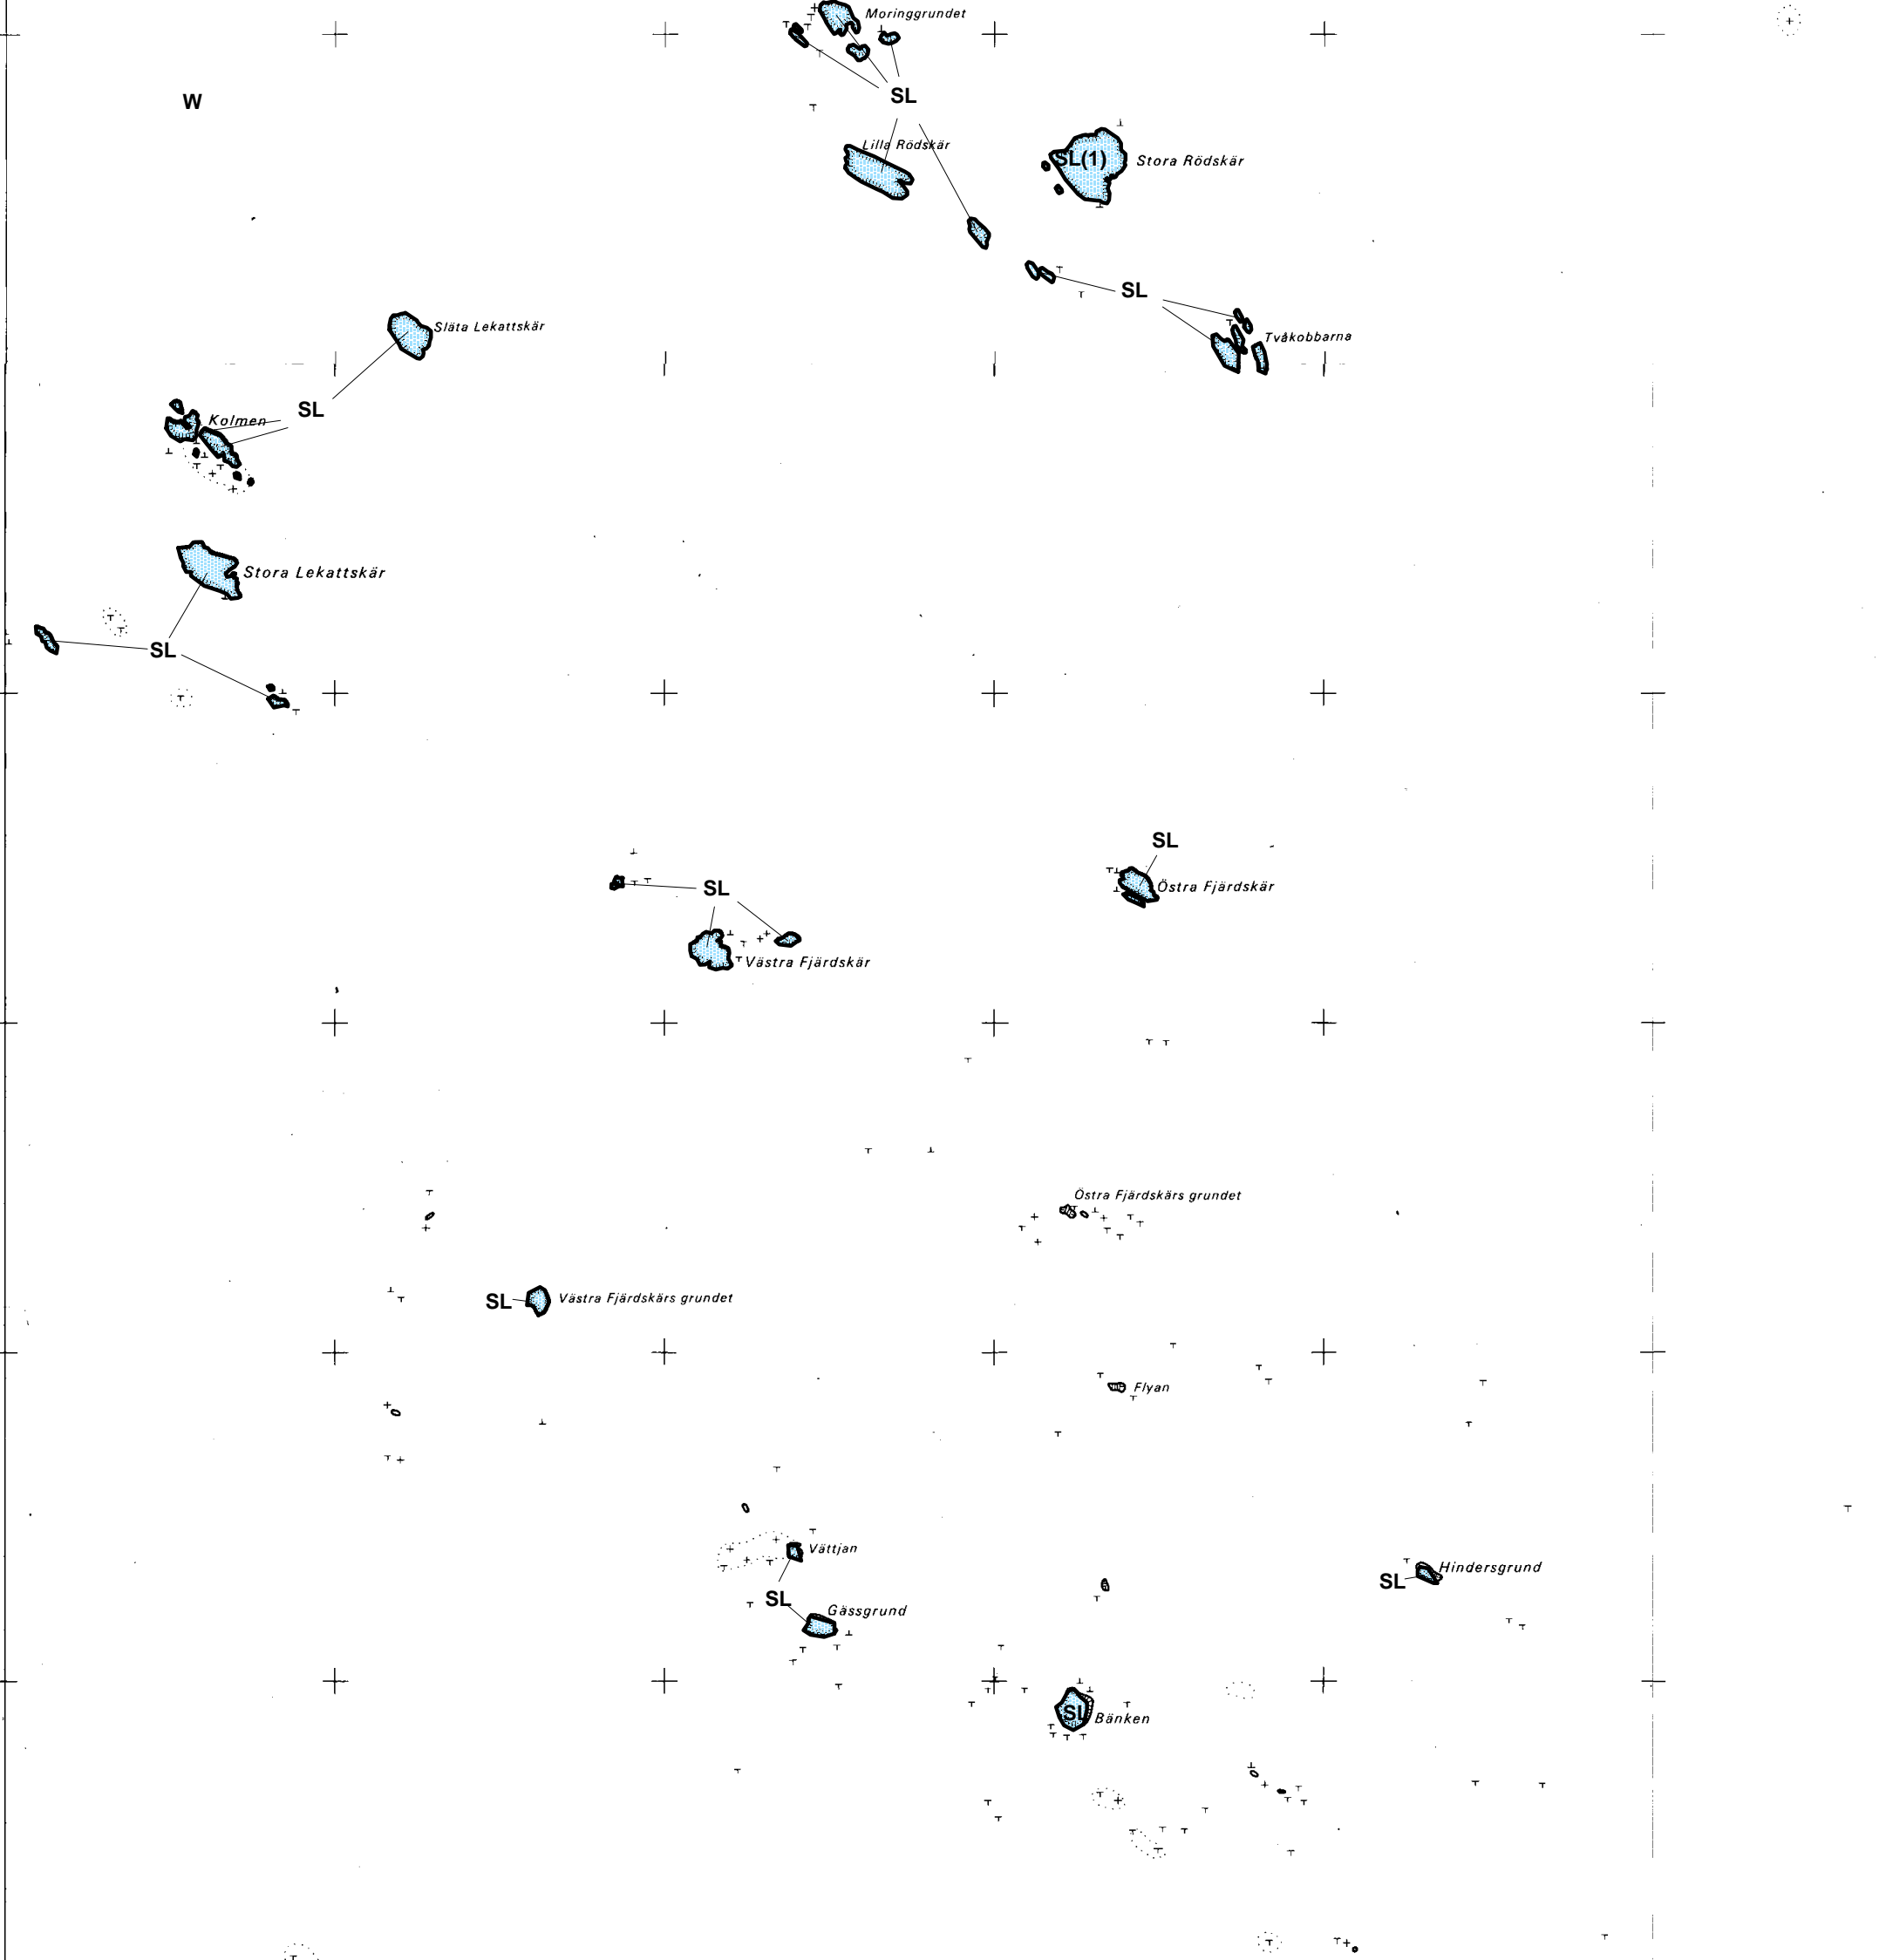 Moringgrundet
W
SL
Lilla Rödskär
SL(1)
Stora Rödskär
SL
Släta Lekattskär
Tvåkobbarna
SL
Kolmen
Stora Lekattskär
SL
SL
SL
Östra Fjärdskär
Västra Fjärdskär
Östra Fjärdskärs grundet
SL
Västra Fjärdskärs grundet
Flyan
Vättjan
Hindersgrund
SL
SL
Gässgrund
SL
Bänken